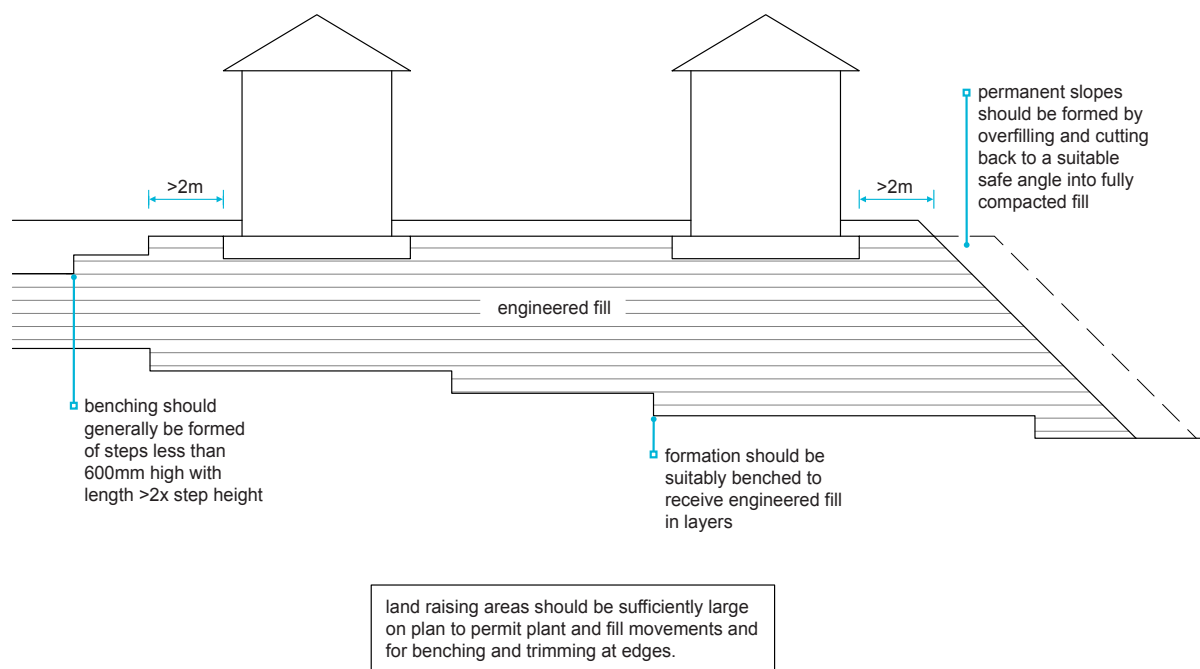 permanent slopes
should be formed by
overfilling and cutting
back to a suitable
safe angle into fully
compacted fill
>2m
>2m
engineered fill
benching should
generally be formed
of steps less than
600mm high with
length >2x step height
formation should be
suitably benched to
receive engineered fill
in layers
land raising areas should be sufficiently large
on plan to permit plant and fill movements and
for benching and trimming at edges.